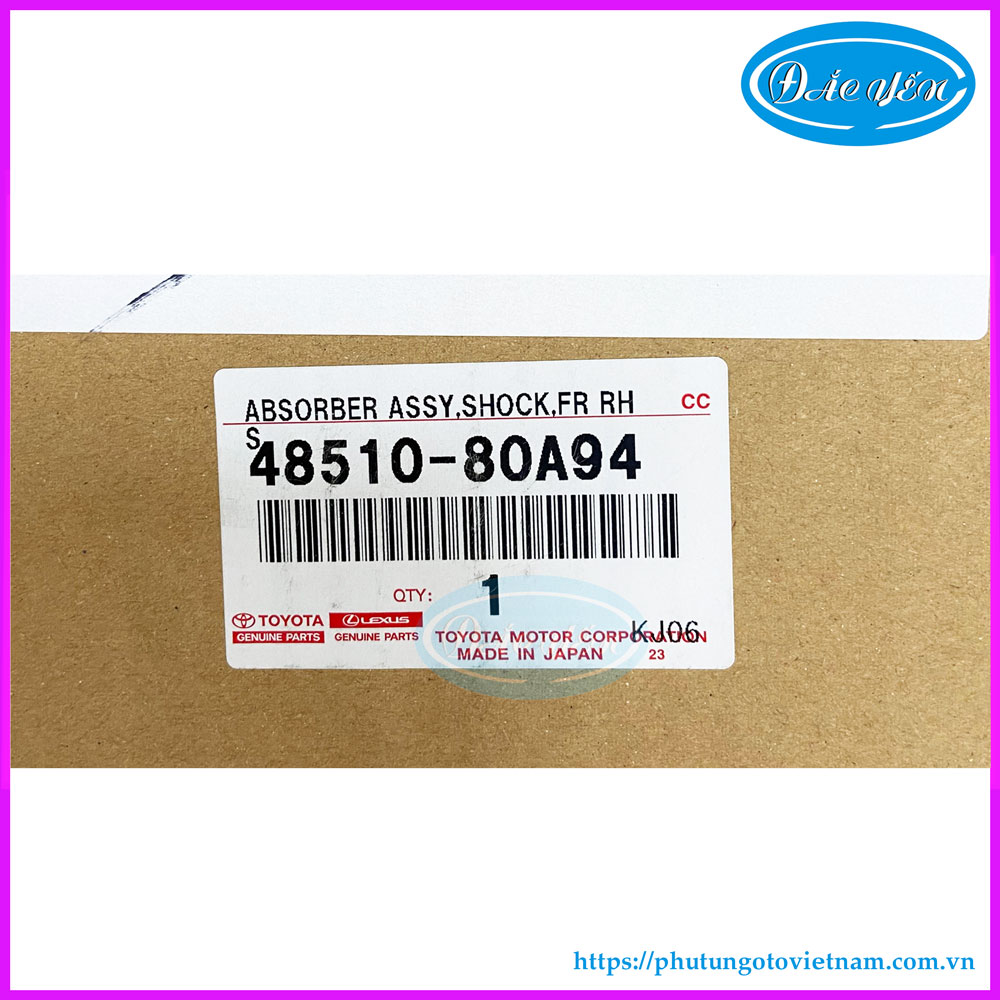 ĐẮC YẾN
ABSORBER ASSY,SHOCK,FR RH
CC
S
48510-80A94
QTY: 1
TOYOTA
GENUINE PARTS
LEXUS
GENUINE PARTS
KJ06
TOYOTA MOTOR CORPORATION
MADE IN JAPAN
23
https://phutungotovietnam.com.vn